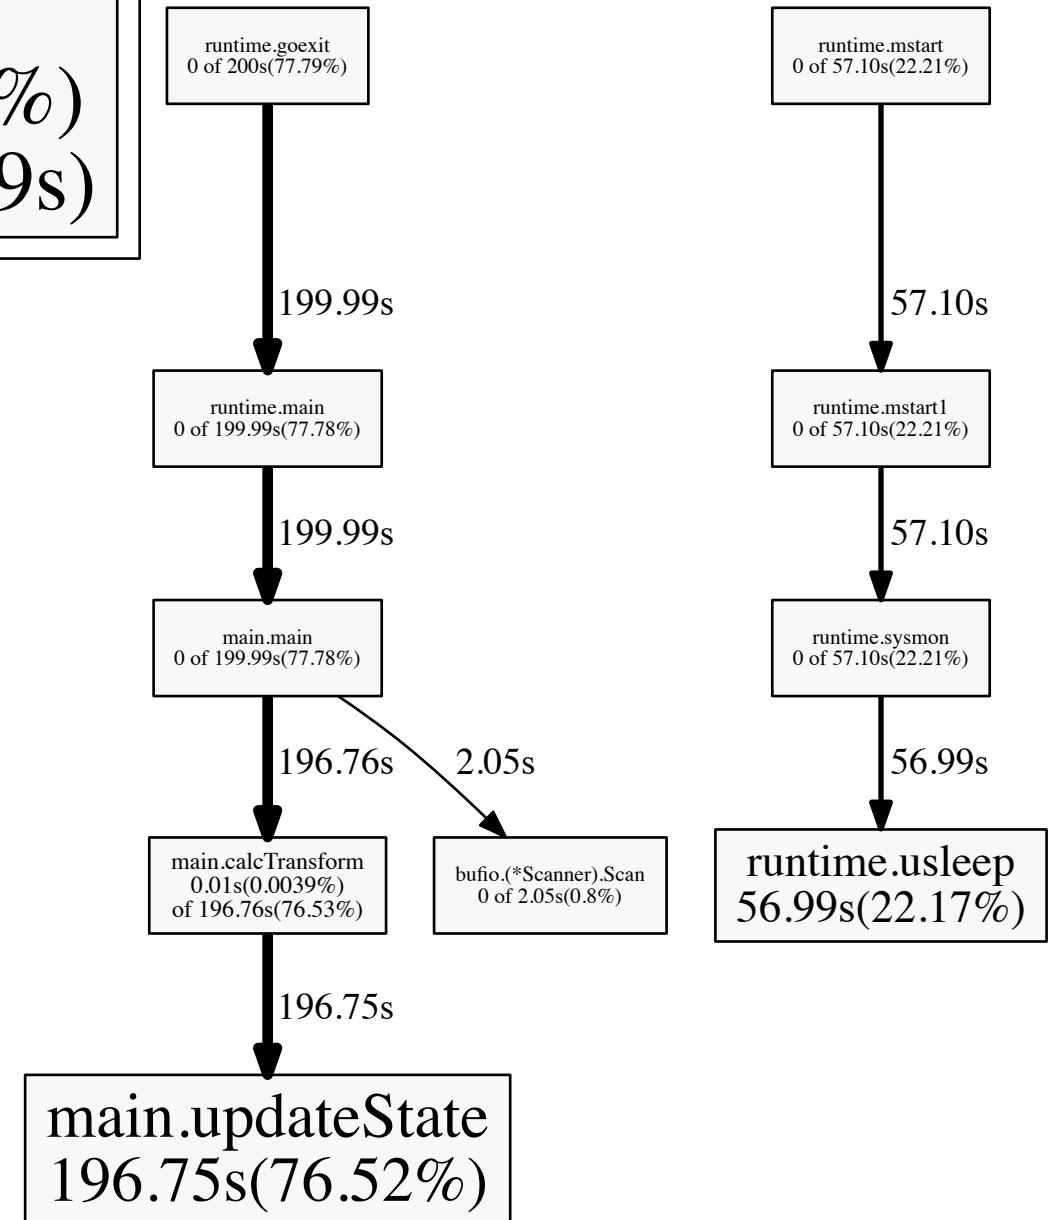 %)
9s)
runtime.goexit
0 of 200s(77.79%)
runtime.mstart
0 of 57.10s(22.21%)
199.99s
57.10s
runtime.main
0 of 199.99s(77.78%)
runtime.mstart1
0 of 57.10s(22.21%)
199.99s
57.10s
main.main
0 of 199.99s(77.78%)
runtime.sysmon
0 of 57.10s(22.21%)
196.76s
2.05s
56.99s
main.calcTransform
0.01s(0.0039%)
of 196.76s(76.53%)
bufio.(*Scanner).Scan
0 of 2.05s(0.8%)
runtime.usleep
56.99s(22.17%)
196.75s
main.updateState
196.75s(76.52%)